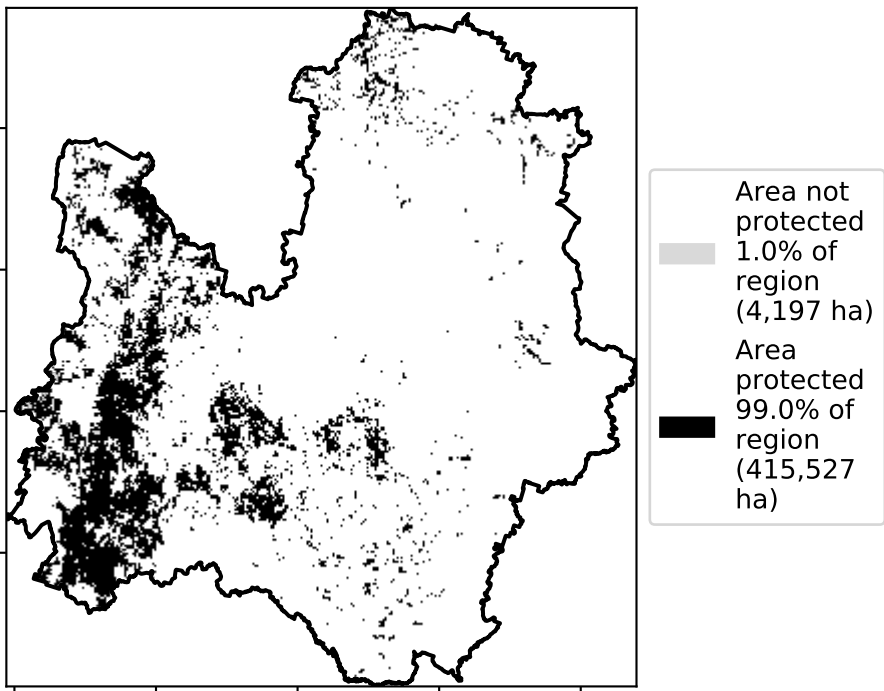 Area not
protected
1.0% of
region
(4,197 ha)
Area
protected
99.0% of
region
(415,527
ha)